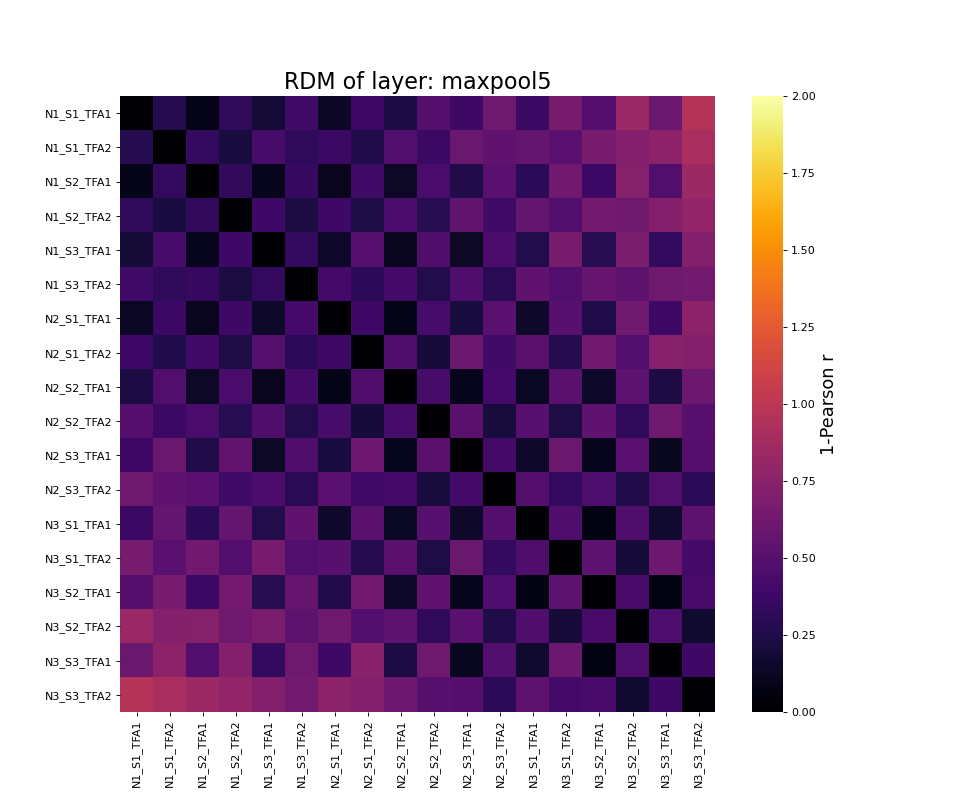 RDM of layer: maxpool5
N1_S1_TFA1
N1_S1_TFA2
N1_S2_TFA1
N1_S2_TFA2
N1_S3_TFA1
N1_S3_TFA2
N2_S1_TFA1
N2_S1_TFA2
N2_S2_TFA1
N2_S2_TFA2
N2_S3_TFA1
N2_S3_TFA2
N3_S1_TFA1
N3_S1_TFA2
N3_S2_TFA1
N3_S2_TFA2
N3_S3_TFA1
N3_S3_TFA2
N1_S1_TFA1
N1_S1_TFA2
N1_S2_TFA1
N1_S2_TFA2
N1_S3_TFA1
N1_S3_TFA2
N2_S1_TFA1
N2_S1_TFA2
N2_S2_TFA1
N2_S2_TFA2
N2_S3_TFA1
N2_S3_TFA2
N3_S1_TFA1
N3_S1_TFA2
N3_S2_TFA1
N3_S2_TFA2
N3_S3_TFA1
N3_S3_TFA2
2.00
1.75
1.50
1.25
1.00
0.75
0.50
0.25
0.00
1-Pearson r